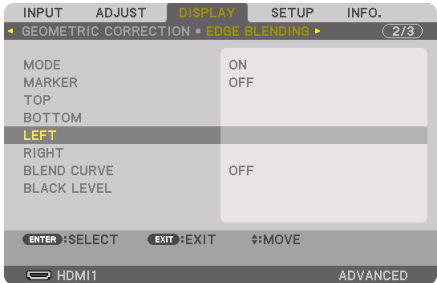 INPUT ADJUST DISPLAY SETUP INFO.
GEOMETRIC CORRECTION • EDGE BLENDING 2/3
MODE ON
MARKER OFF
TOP
BOTTOM
LEFT
RIGHT
BLEND CURVE OFF
BLACK LEVEL
ENTER :SELECT EXIT :EXIT :MOVE
HDMI1 ADVANCED